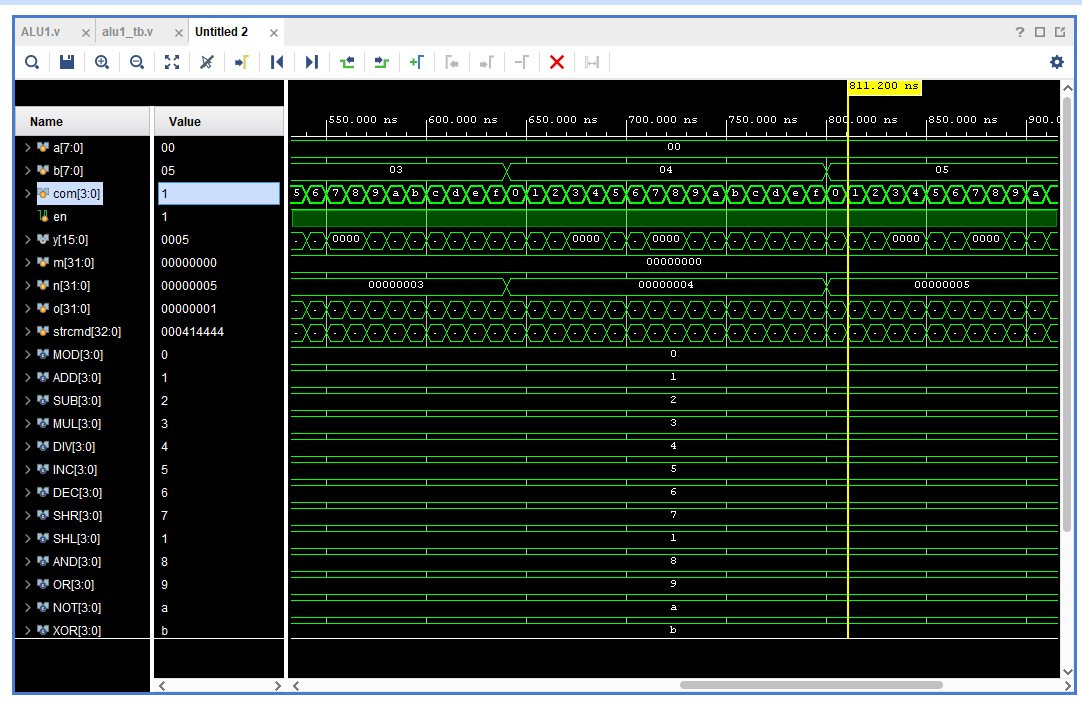 ALU1.v × alu1_tb.v × Untitled 2 ×
?
811.200 ns
Name Value
550.000 ns 600.000 ns 650.000 ns 700.000 ns 750.000 ns 800.000 ns 850.000 ns 900.0
a[7:0] 00 00
b[7:0] 05 03 04 05
com[3:0] 1 5 6 7 8 9 a b c d e f 0 1 2 3 4 5 6 7 8 9 a b c d e f 0 1 2 3 4 5 6 7 8 9 a
en 1
y[15:0] 0005 0000 0000 0000 0000 0000
m[31:0] 00000000 00000000
n[31:0] 00000005 00000003 00000004 00000005
o[31:0] 00000001
strcmd[32:0] 000414444
MOD[3:0] 0 0
ADD[3:0] 1 1
SUB[3:0] 2 2
MUL[3:0] 3 3
DIV[3:0] 4 4
INC[3:0] 5 5
DEC[3:0] 6 6
SHR[3:0] 7 7
SHL[3:0] 1 1
AND[3:0] 8 8
OR[3:0] 9 9
NOT[3:0] a a
XOR[3:0] b b